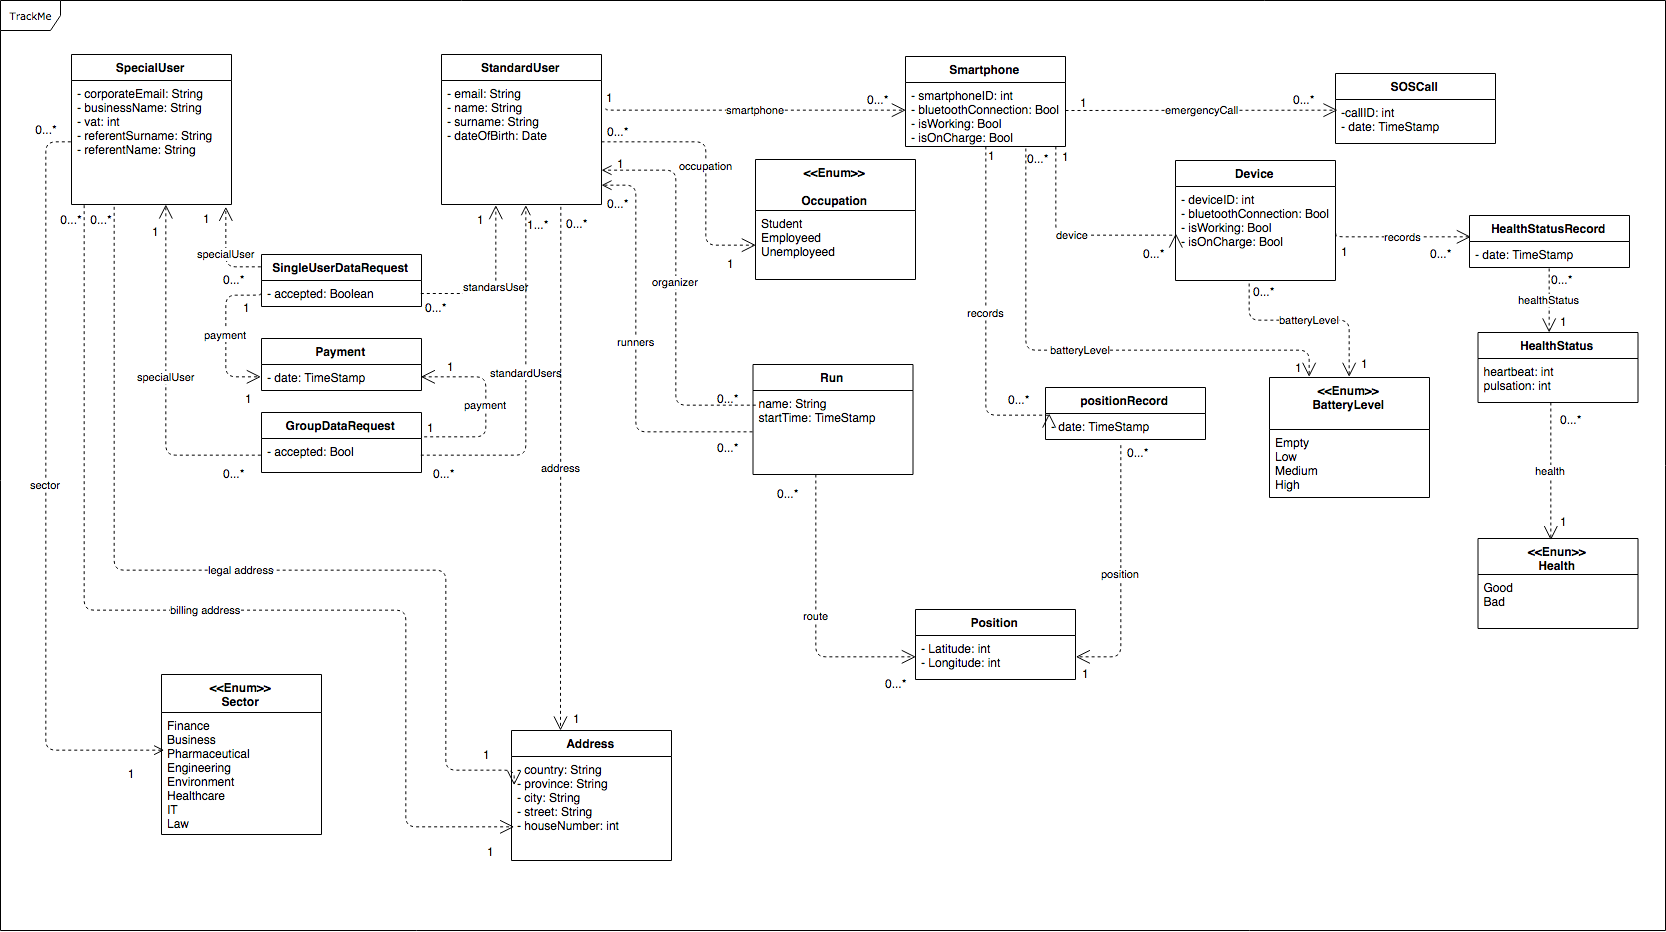 TrackMe
SpecialUser
- corporateEmail: String
- businessName: String
- vat: int
- referentSurname: String
- referentName: String
0...*
0...*
0...*
1
1
StandardUser
- email: String
- name: String
- surname: String
- dateOfBirth: Date
1
smartphone
0...*
0...*
occupation
1
0...*
1
1...*
0...*
Smartphone
- smartphoneID: int
- bluetoothConnection: Bool
- isWorking: Bool
- isOnCharge: Bool
1
emergencyCall
0...*
1
0...*
1
SOSCall
-callID: int
- date: TimeStamp
<<Enum>>
Occupation
Student
Employeed
Unemployeed
1
Device
- deviceID: int
- bluetoothConnection: Bool
- isWorking: Bool
- isOnCharge: Bool
device
0...*
1
records
0...*
0...*
batteryLevel
HealthStatusRecord
- date: TimeStamp
0...*
healthStatus
1
specialUser
0...*
SingleUserDataRequest
- accepted: Boolean
standarsUser
0...*
1
payment
organizer
records
runners
Payment
- date: TimeStamp
1
1
specialUser
standardUsers
payment
batteryLevel
1
1
HealthStatus
heartbeat: int
pulsation: int
0...*
health
1
GroupDataRequest
- accepted: Bool
1
0...*
0...*
Run
name: String
startTime: TimeStamp
0...*
0...*
0...*
positionRecord
- date: TimeStamp
0...*
0...*
<<Enum>>
BatteryLevel
Empty
Low
Medium
High
address
sector
<<Enun>>
Health
Good
Bad
legal address
billing address
position
route
Position
- Latitude: int
- Longitude: int
0...*
1
<<Enum>>
Sector
Finance
Business
Pharmaceutical
Engineering
Environment
Healthcare
IT
Law
1
1
Address
- country: String
- province: String
- city: String
- street: String
- houseNumber: int
1
1